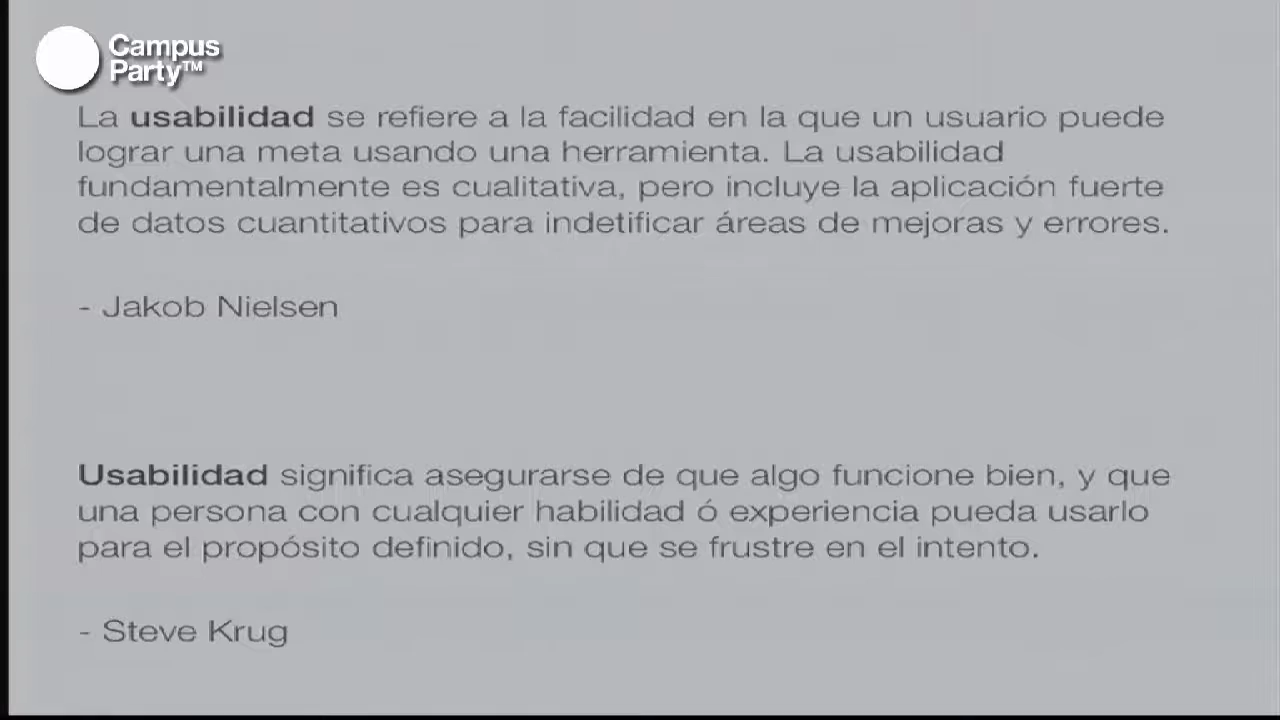 Campus
Party™
La usabilidad se refiere a la facilidad en la que un usuario puede
lograr una meta usando una herramienta. La usabilidad
fundamentalmente es cualitativa, pero incluye la aplicación fuerte
de datos cuantitativos para indetificar áreas de mejoras y errores.
- Jakob Nielsen
Usabilidad significa asegurarse de que algo funcione bien, y que
una persona con cualquier habilidad ó experiencia pueda usarlo
para el propósito definido, sin que se frustre en el intento.
- Steve Krug